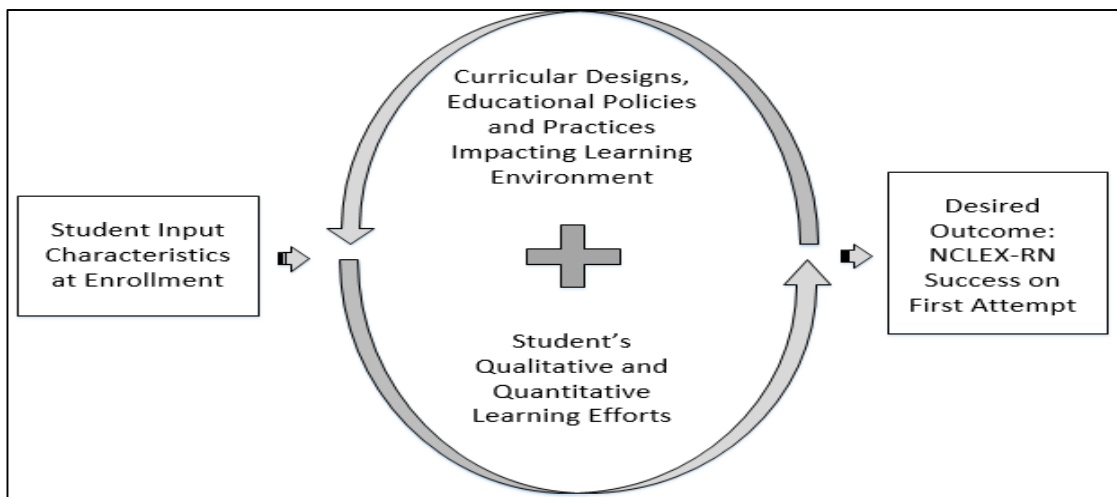 Student Input
Characteristics
at Enrollment
Curricular Designs,
Educational Policies
and Practices
Impacting Learning
Environment
Student’s
Qualitative and
Quantitative
Learning Efforts
Desired
Outcome:
NCLEX-RN
Success on
First Attempt